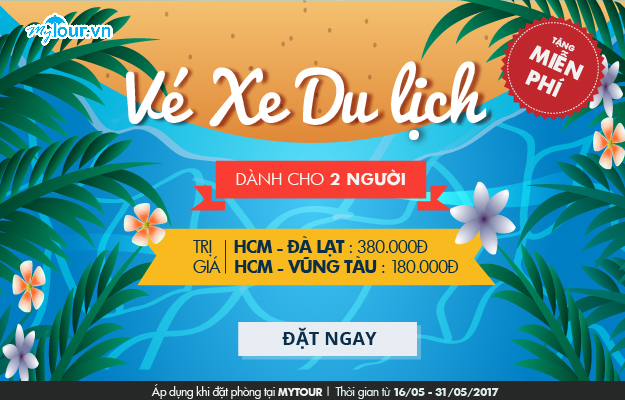 mytour.vn
TẶNG
MIỄN
PHÍ
Vé Xe Du lịch
DÀNH CHO 2 NGƯỜI
TRỊ GIÁ
HCM - ĐÀ LẠT : 380.000Đ
HCM - VŨNG TÀU : 180.000Đ
ĐẶT NGAY
Áp dụng khi đặt phòng tại MYTOUR | Thời gian từ 16/05 - 31/05/2017